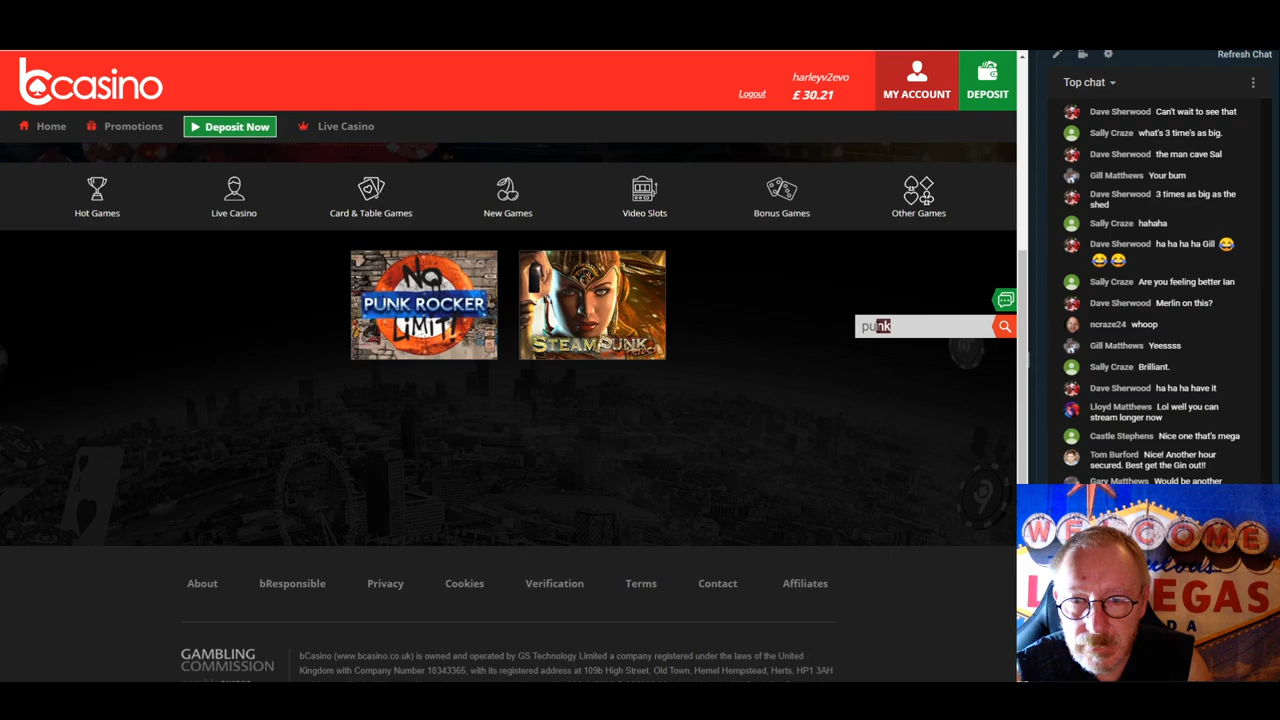 bcasino
harleyv2evo
Logout
£ 30.21
MY ACCOUNT
DEPOSIT
Home
Promotions
Deposit Now
Live Casino
Hot Games
Live Casino
Card & Table Games
New Games
Video Slots
Bonus Games
Other Games
No
PUNK ROCKER
LIMIT!
STEAMPUNK
punk
About
bResponsible
Privacy
Cookies
Verification
Terms
Contact
Affiliates
GAMBLING
COMMISSION
bCasino (www.bcasino.co.uk) is owned and operated by GS Technology Limited a company registered under the laws of the United
Kingdom with Company Number 10343365, with its registered address at 109b High Street, Old Town, Hemel Hempstead, Herts, HP1 3AH
Refresh Chat
Top chat
Dave Sherwood Can't wait to see that
Sally Craze what's 3 time's as big.
Dave Sherwood the man cave Sal
Gill Matthews Your bum
Dave Sherwood 3 times as big as the
shed
Sally Craze hahaha
Dave Sherwood ha ha ha ha Gill 😂
😂 😂
Sally Craze Are you feeling better Ian
Dave Sherwood Merlin on this?
ncraze24 whoop
Gill Matthews Yeessss
Sally Craze Brilliant.
Dave Sherwood ha ha ha have it
Lloyd Matthews Lol well you can
stream longer now
Castle Stephens Nice one that's mega
Tom Burford Nice! Another hour
secured. Best get the Gin out!!
Gary Matthews Would be another
WELCOME
VEGAS